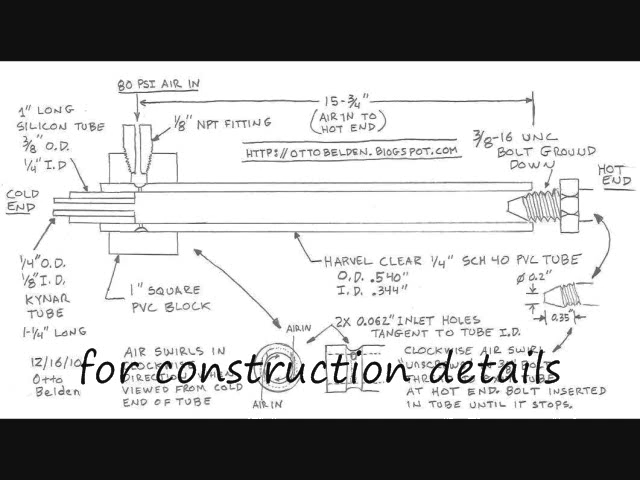 80 PSI AIR IN
15-3/4"
(AIR IN TO
HOT END)
1" LONG
SILICON TUBE
3/8" O.D.
1/4" I.D
1/8" NPT FITTING
HTTP://OTTOBELDEN.BLOGSPOT.COM
3/8-16 UNC
BOLT GROUND
DOWN
HOT
END
COLD
END
1/4" O.D.
1/8" I.D.
KYNAR
TUBE
1-1/4" LONG
1" SQUARE
PVC BLOCK
HARVEL CLEAR 1/4" SCH 40 PVC TUBE
O.D. .540"
I.D. .344"
Ø 0.2"
0.35"
2X 0.062" INLET HOLES
TANGENT TO TUBE I.D.
AIR IN
AIR IN
12/16/10
Otto
Belden
AIR SWIRLS IN
VIEWED FROM COLD
END OF TUBE
CLOCKWISE AIR SWIRL
AT HOT END. BOLT INSERTED
IN TUBE UNTIL IT STOPS.
for construction details